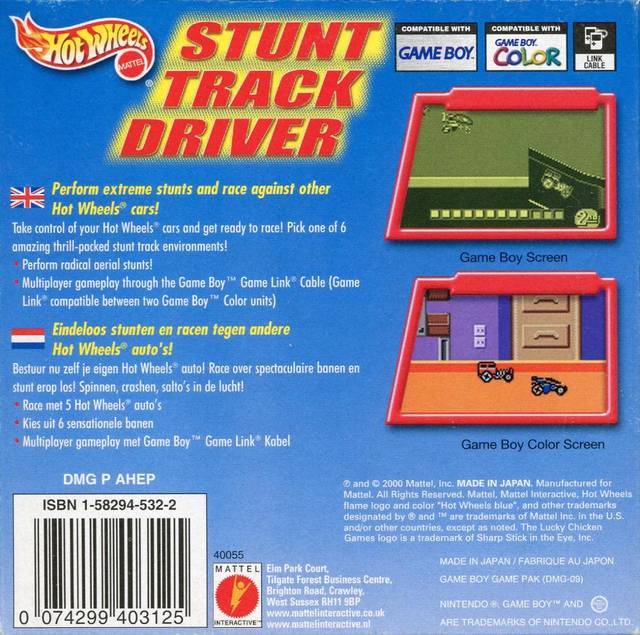 HOT WHEELS
MATTEL
®
STUNT
TRACK
DRIVER
COMPATIBLE WITH
GAME BOY™
COMPATIBLE WITH
GAME BOY
COLOR
LINK
CABLE
Game Boy Screen
Game Boy Color Screen
Perform extreme stunts and race against other
Hot Wheels® cars!
Take control of your Hot Wheels® cars and get ready to race! Pick one of 6
amazing thrill-packed stunt track environments!
• Perform radical aerial stunts!
• Multiplayer gameplay through the Game Boy™ Game Link® Cable (Game
Link® compatible between two Game Boy™ Color units)
Eindeloos stunten en racen tegen andere
Hot Wheels® auto's!
Bestuur nu zelf je eigen Hot Wheels® auto! Race over spectaculaire banen en
stunt erop los! Spinnen, crashen, salto's in de lucht!
• Race met 5 Hot Wheels® auto's
• Kies uit 6 sensationele banen
• Multiplayer gameplay met Game Boy™ Game Link® Kabel
DMG P AHEP
ISBN 1-58294-532-2
0 074299 403125
40055
MATTEL
INTERACTIVE™
Elm Park Court,
Tilgate Forest Business Centre,
Brighton Road, Crawley,
West Sussex RH11 9BP
www.mattelinteractive.co.uk
www.mattelinteractive.nl
℗ and © 2000 Mattel, Inc. MADE IN JAPAN. Manufactured for
Mattel. All Rights Reserved. Mattel, Mattel Interactive, Hot Wheels
flame logo and color "Hot Wheels blue", and other trademarks
designated by ® and ™ are trademarks of Mattel Inc. in the U.S.
and/or other countries, except as noted. The Lucky Chicken
Games logo is a trademark of Sharp Stick in the Eye, Inc.
MADE IN JAPAN / FABRIQUE AU JAPON
GAME BOY GAME PAK (DMG-09)
NINTENDO ®, GAME BOY™ AND
ARE TRADEMARKS OF NINTENDO CO.,LTD.